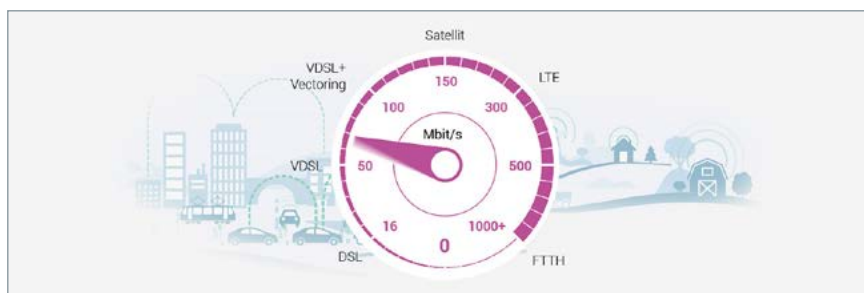 Satellit
VDSL+
Vectoring
LTE
150
100
300
Mbit/s
VDSL
50
500
16
1000+
0
DSL
FTTH